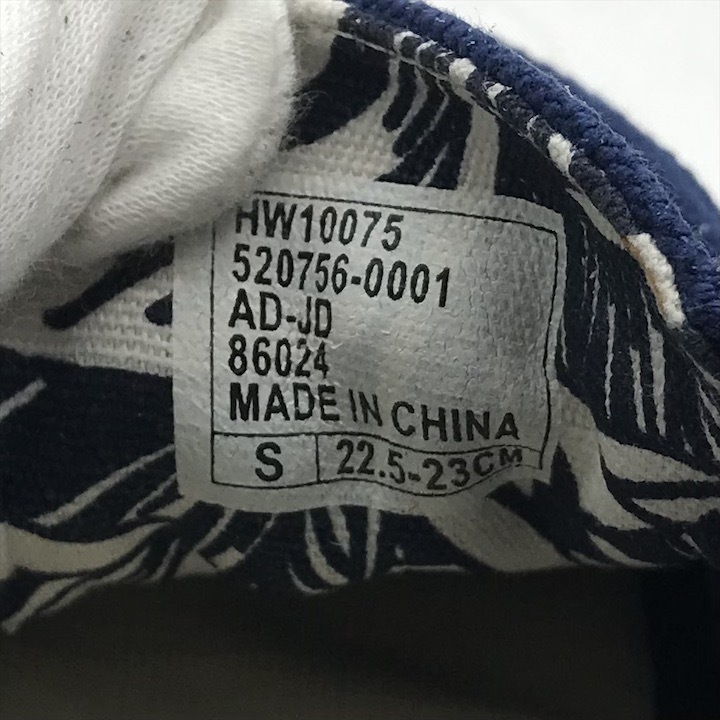 HW10075
520756-0001
AD-JD
86024
MADE IN CHINA
S 22.5-23CM